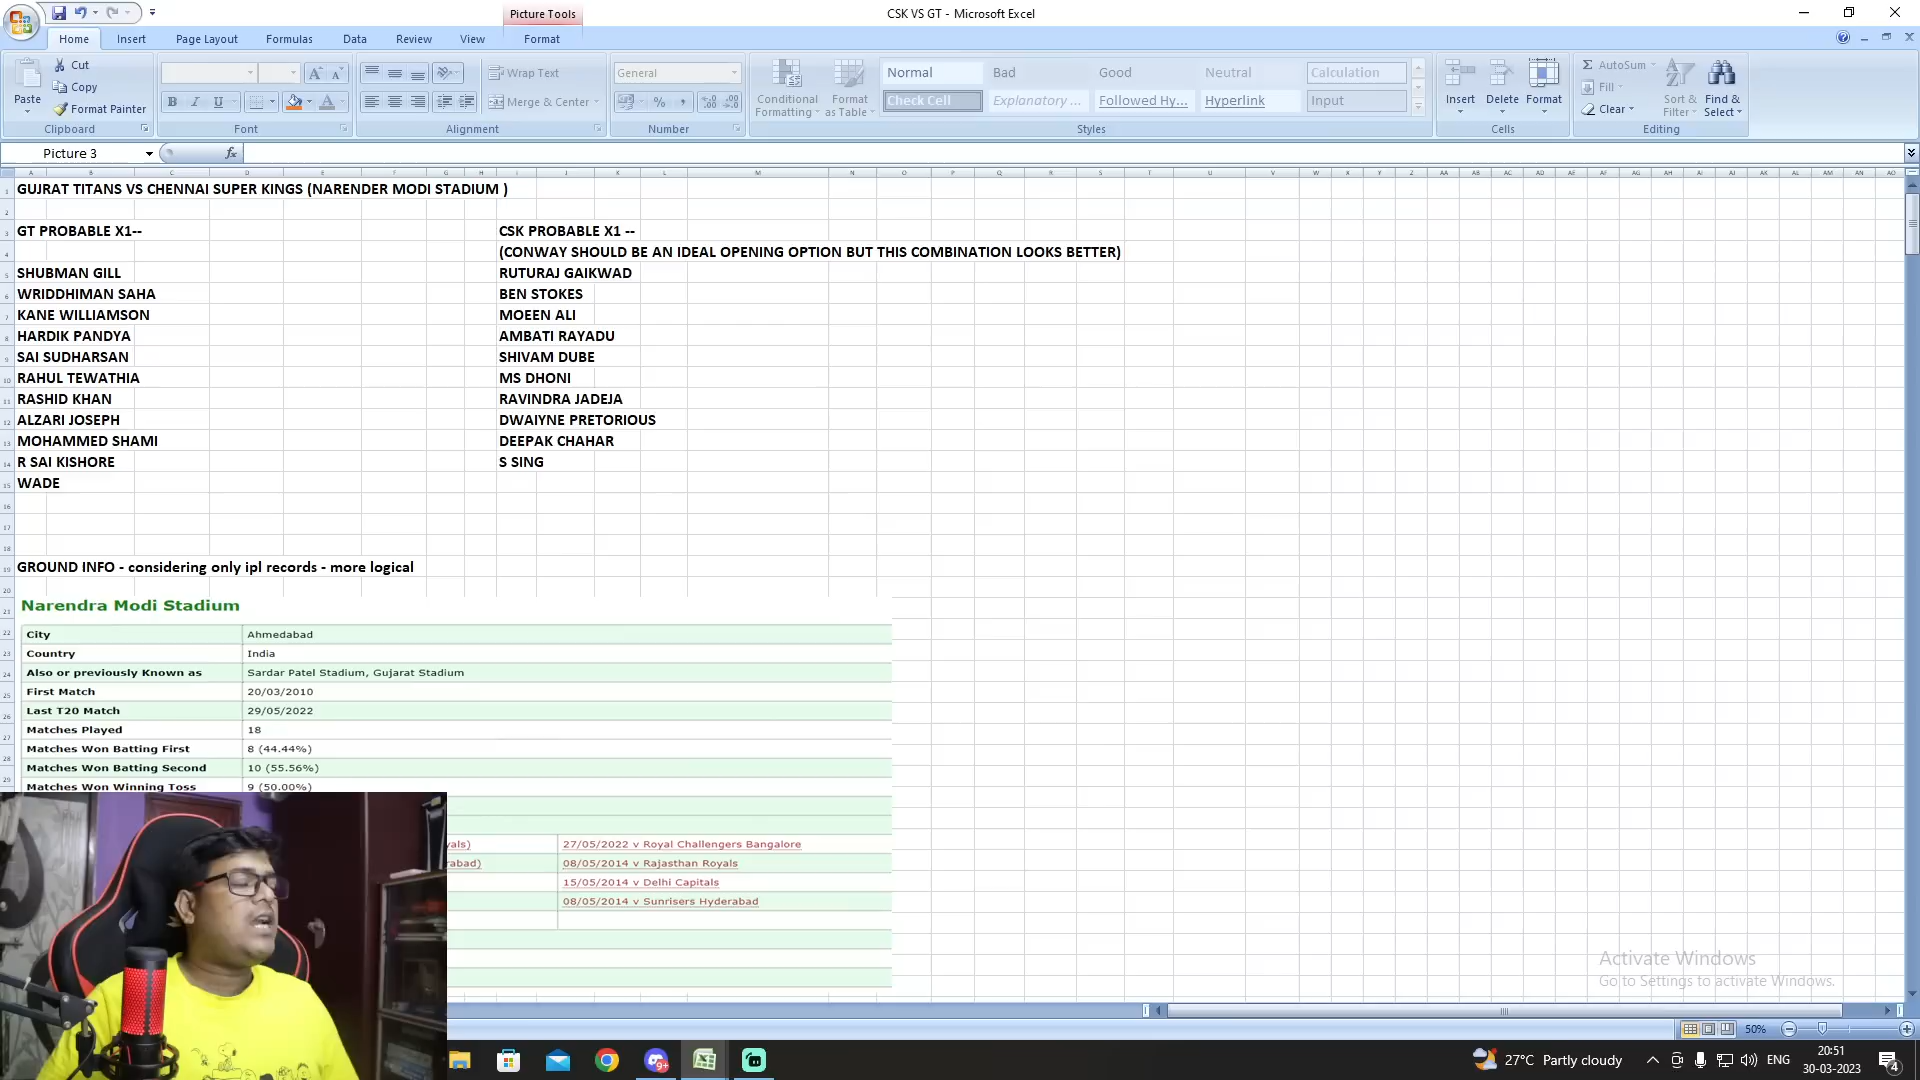 Picture Tools
CSK VS GT - Microsoft Excel
Home Insert Page Layout Formulas Data Review View Format
Paste
Cut
Copy
Format Painter
Clipboard
Font
Wrap Text
Merge & Center
Alignment
General
Number
Conditional Formatting
Format as Table
Normal Bad Good Neutral Calculation
Check Cell Explanatory ... Followed Hy... Hyperlink Input
Styles
Insert Delete Format
Cells
AutoSum
Fill
Clear
Sort & Filter
Find & Select
Editing
Picture 3
GUJRAT TITANS VS CHENNAI SUPER KINGS (NARENDER MODI STADIUM )
GT PROBABLE X1-- CSK PROBABLE X1 --
(CONWAY SHOULD BE AN IDEAL OPENING OPTION BUT THIS COMBINATION LOOKS BETTER)
SHUBMAN GILL RUTURAJ GAIKWAD
WRIDDHIMAN SAHA BEN STOKES
KANE WILLIAMSON MOEEN ALI
HARDIK PANDYA AMBATI RAYADU
SAI SUDHARSAN SHIVAM DUBE
RAHUL TEWATHIA MS DHONI
RASHID KHAN RAVINDRA JADEJA
ALZARI JOSEPH DWAIYNE PRETORIOUS
MOHAMMED SHAMI DEEPAK CHAHAR
R SAI KISHORE S SING
WADE
GROUND INFO - considering only ipl records - more logical
Narendra Modi Stadium
City Ahmedabad
Country India
Also or previously Known as Sardar Patel Stadium, Gujarat Stadium
First Match 20/03/2010
Last T20 Match 29/05/2022
Matches Played 18
Matches Won Batting First 8 (44.44%)
Matches Won Batting Second 10 (55.56%)
Matches Won Winning Toss 9 (50.00%)
27/05/2022 v Royal Challengers Bangalore
08/05/2014 v Rajasthan Royals
15/05/2014 v Delhi Capitals
08/05/2014 v Sunrisers Hyderabad
Activate Windows
Go to Settings to activate Windows.
50%
27°C Partly cloudy
ENG
20:51
30-03-2023